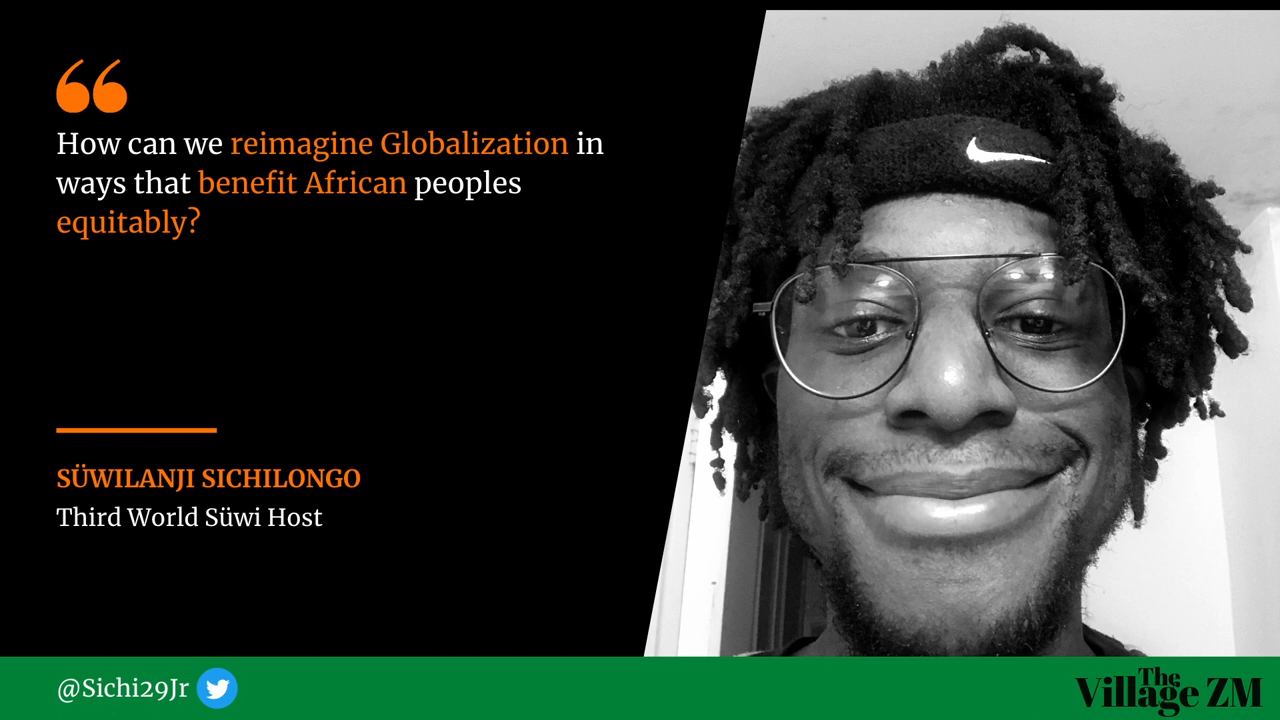 “
How can we reimagine Globalization in
ways that benefit African peoples
equitably?
SÜWILANJI SICHILONGO
Third World Süwi Host
@Sichi29Jr
The
Village ZM